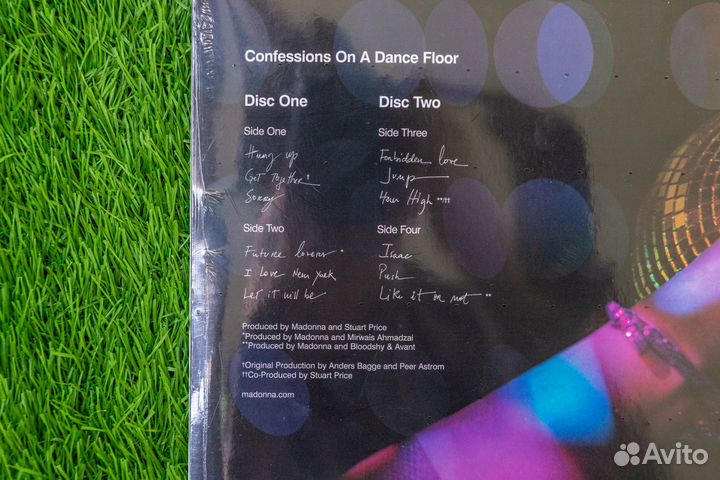 Confessions On A Dance Floor
Disc One
Side One
Hung up
Get Together†
Sorry
Side Two
Future lovers *
I Love New York
Let it will be
Disc Two
Side Three
Forbidden love
Jump
How High **††
Side Four
Isaac
Push
Like it or not **
Produced by Madonna and Stuart Price
*Produced by Madonna and Mirwais Ahmadzai
**Produced by Madonna and Bloodshy & Avant
†Original Production by Anders Bagge and Peer Astrom
††Co-Produced by Stuart Price
madonna.com
Avito